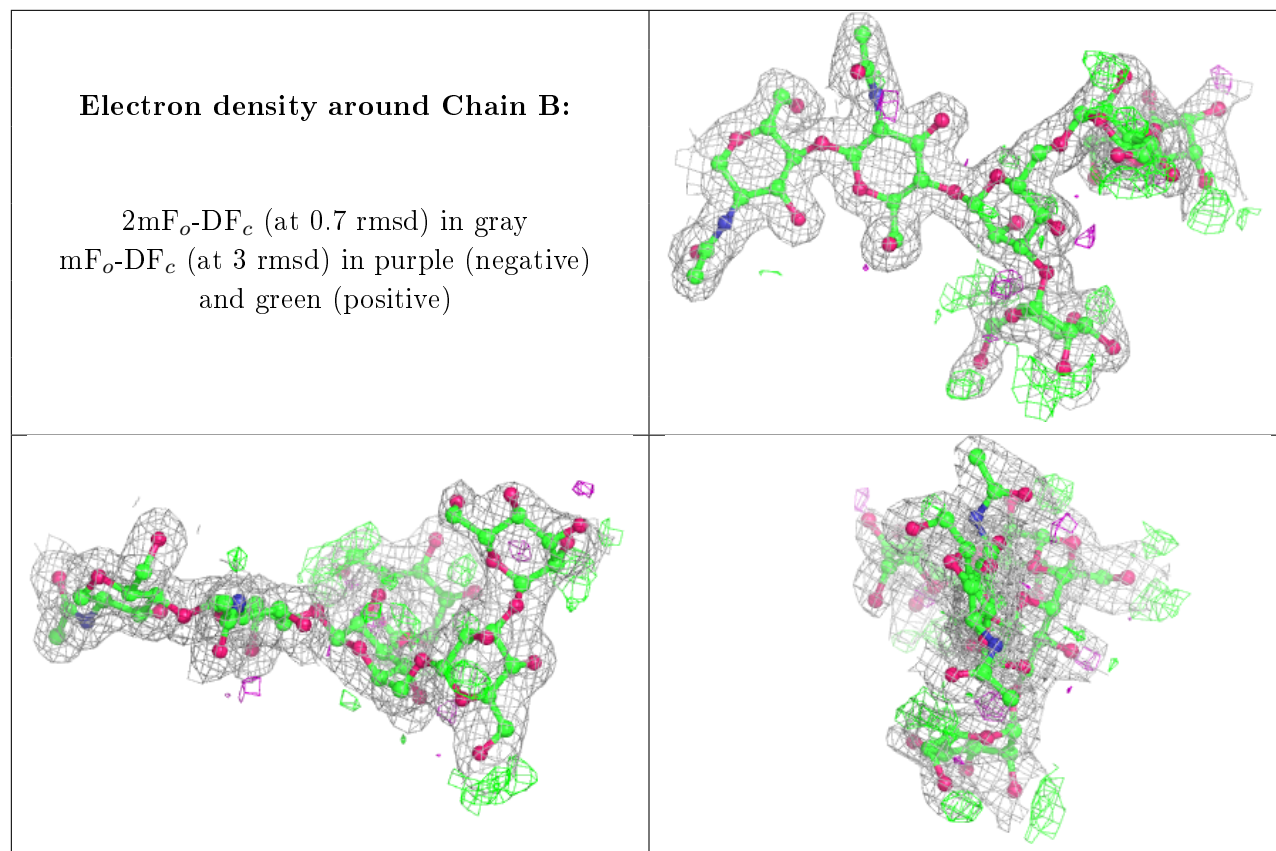 Electron density around Chain B:
2mFo-DFc (at 0.7 rmsd) in gray
mFo-DFc (at 3 rmsd) in purple (negative)
and green (positive)